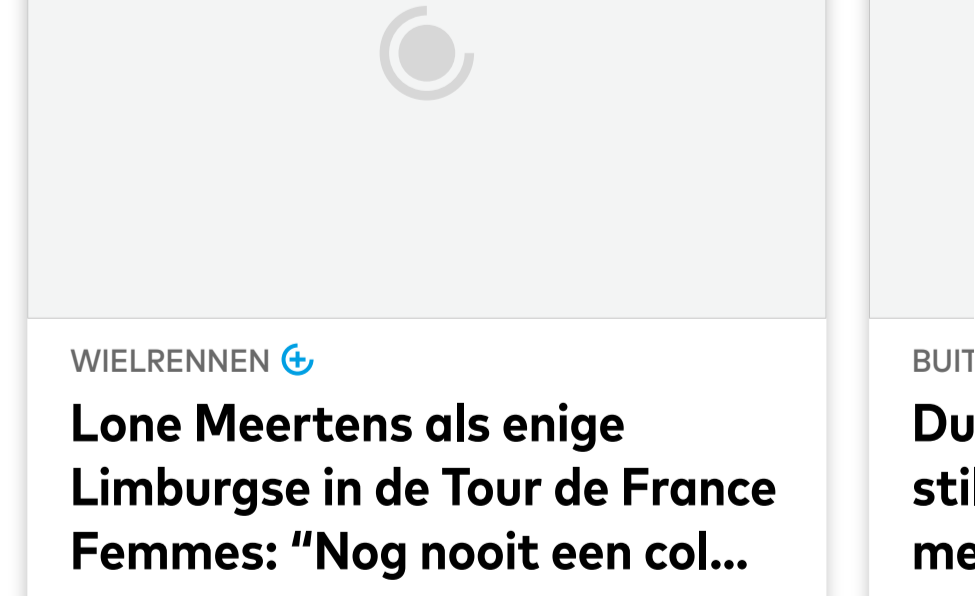 WIELRENNEN
Lone Meertens als enige
Limburgse in de Tour de France
Femmes: “Nog nooit een col...